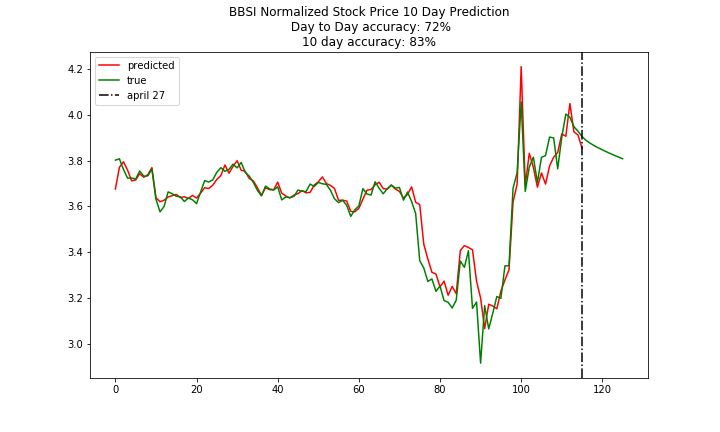 BBSI Normalized Stock Price 10 Day Prediction
Day to Day accuracy: 72%
10 day accuracy: 83%
predicted
true
april 27
4.2
4.0
3.8
3.6
3.4
3.2
3.0
0 20 40 60 80 100 120